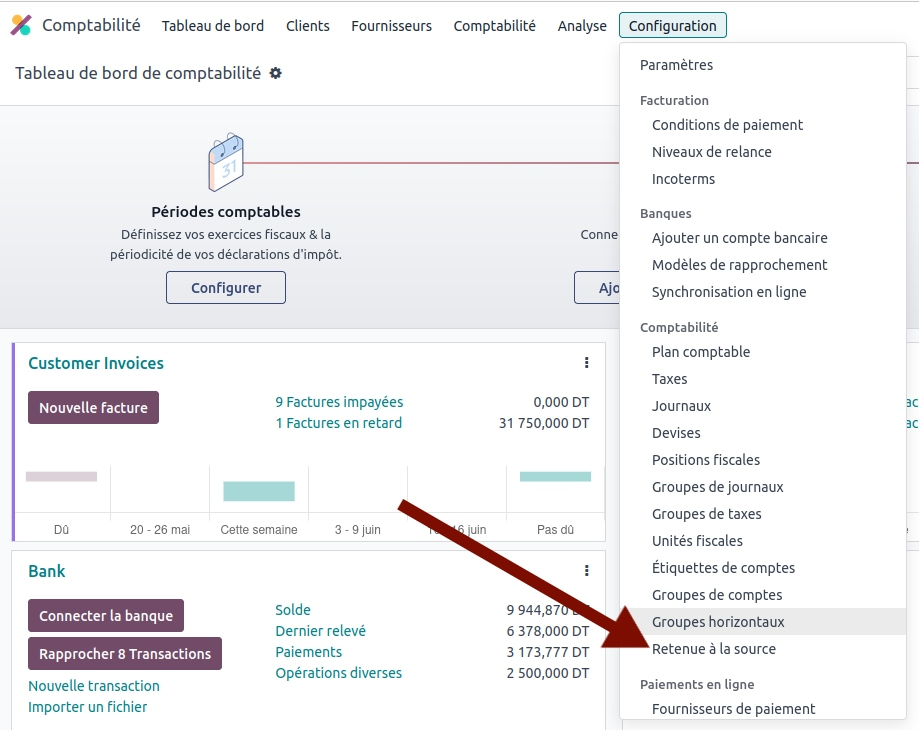 Comptabilité
Tableau de bord
Clients
Fournisseurs
Comptabilité
Analyse
Configuration
Tableau de bord de comptabilité
31
Périodes comptables
Définissez vos exercices fiscaux & la
périodicité de vos déclarations d'impôt.
Configurer
Conne
Ajo
Customer Invoices
Nouvelle facture
9 Factures impayées 0,000 DT
1 Factures en retard 31 750,000 DT
Dû
20 - 26 mai
Cette semaine
3 - 9 juin
16 juin
Pas dû
Bank
Connecter la banque
Rapprocher 8 Transactions
Nouvelle transaction
Importer un fichier
Solde 9 944,870
Dernier relevé 6 378,000 DT
Paiements 3 173,777 DT
Opérations diverses 2 500,000 DT
Paramètres
Facturation
Conditions de paiement
Niveaux de relance
Incoterms
Banques
Ajouter un compte bancaire
Modèles de rapprochement
Synchronisation en ligne
Comptabilité
Plan comptable
Taxes
Journaux
Devises
Positions fiscales
Groupes de journaux
Groupes de taxes
Unités fiscales
Étiquettes de comptes
Groupes de comptes
Groupes horizontaux
Retenue à la source
Paiements en ligne
Fournisseurs de paiement